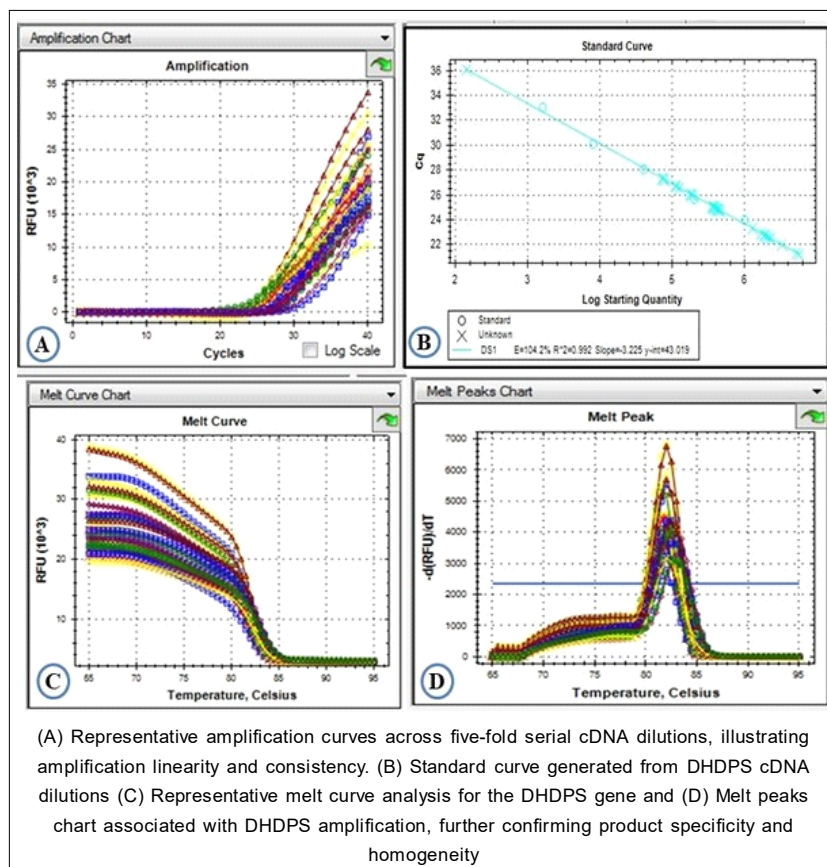 Amplification Chart
Amplification
35
30
25
20
15
10
5
0
RFU (10^3)
0 10 20 30 40
Cycles
Log Scale
A
Standard Curve
36
34
32
30
28
26
24
22
Cq
2 3 4 5 6
Log Starting Quantity
Standard
Unknown
DS1 E=104.2% R^2=0.992 Slope=-3.225 y-int=43.019
B
Melt Curve Chart
Melt Curve
40
30
20
10
RFU (10^3)
65 70 75 80 85 90 95
Temperature, Celsius
C
Melt Peaks Chart
Melt Peak
7000
6000
5000
4000
3000
2000
1000
0
-d(RFU)/dT
65 70 75 80 85 90 95
Temperature, Celsius
D
(A) Representative amplification curves across five-fold serial cDNA dilutions, illustrating
amplification linearity and consistency. (B) Standard curve generated from DHDPS cDNA
dilutions (C) Representative melt curve analysis for the DHDPS gene and (D) Melt peaks
chart associated with DHDPS amplification, further confirming product specificity and
homogeneity